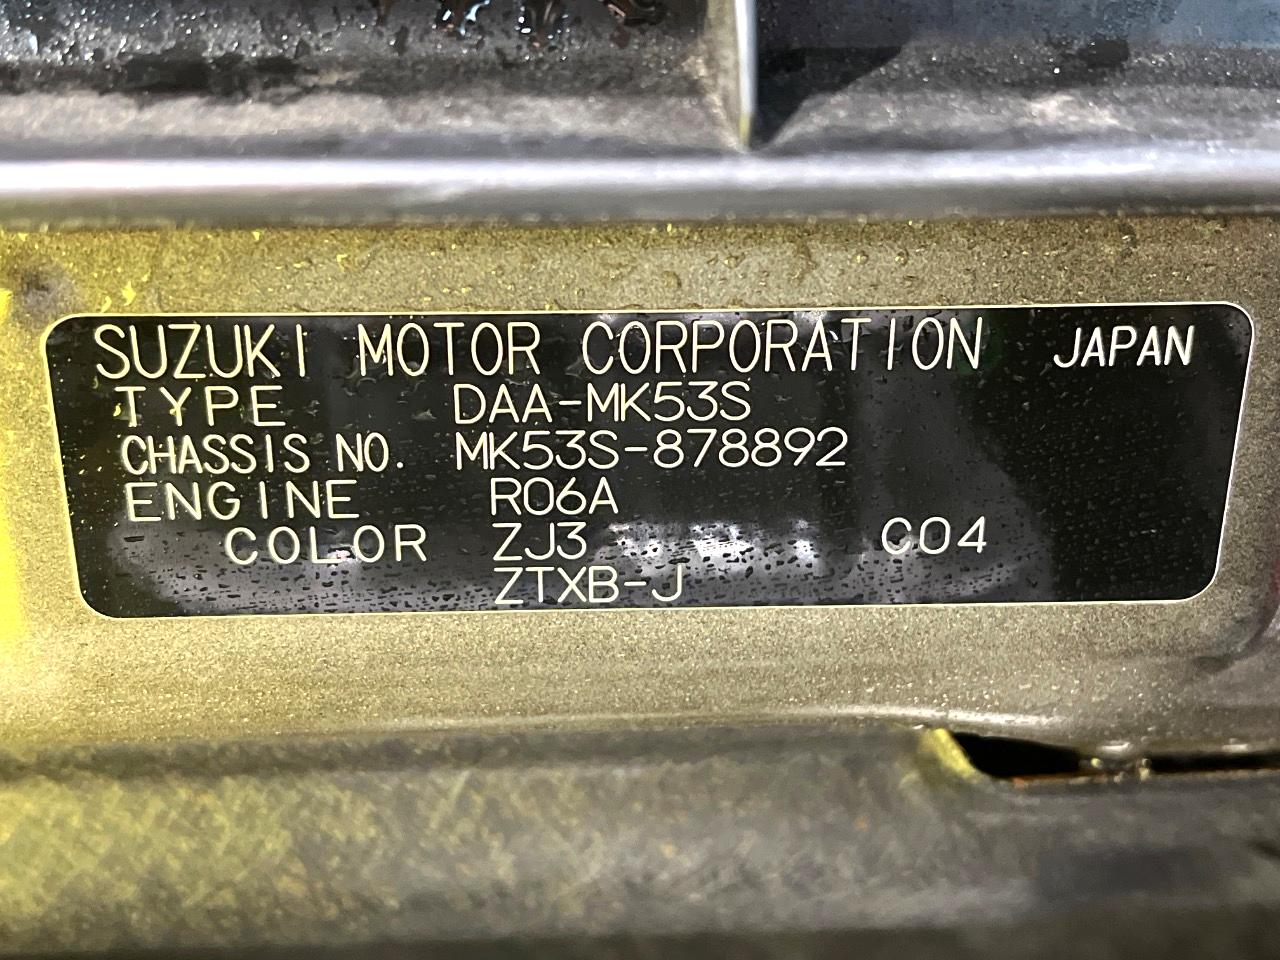 SUZUKI MOTOR CORPORATION JAPAN
TYPE DAA-MK53S
CHASSIS NO. MK53S-878892
ENGINE R06A
COLOR ZJ3 C04
ZTXB-J